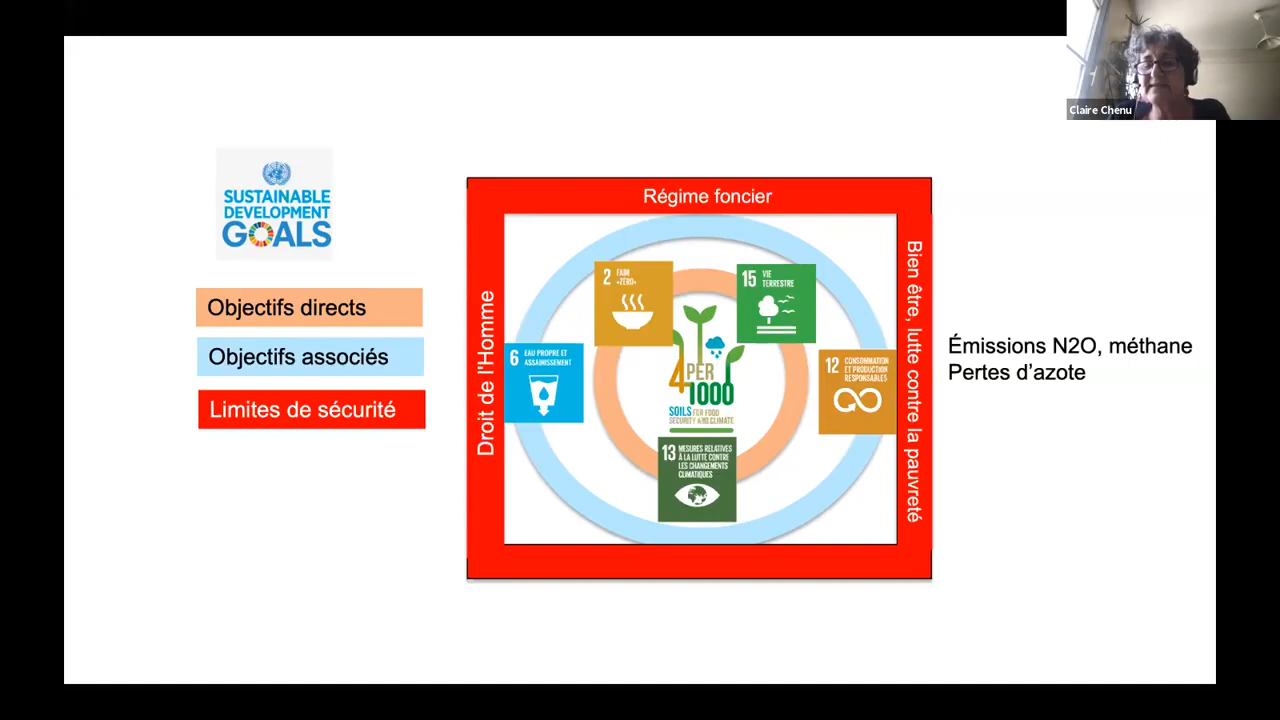 Claire Chenu
SUSTAINABLE
DEVELOPMENT
GOALS
Objectifs directs
Objectifs associés
Limites de sécurité
Régime foncier
Droit de l'Homme
Bien être, lutte contre la pauvreté
2 FAIM
«ZÉRO»
15 VIE
TERRESTRE
6 EAU PROPRE ET
ASSAINISSEMENT
12 CONSOMMATION
ET PRODUCTION
RESPONSABLES
4 PER
1000
SOILS FOR FOOD
SECURITY AND CLIMATE
13 MESURES RELATIVES
À LA LUTTE CONTRE
LES CHANGEMENTS
CLIMATIQUES
Émissions N2O, méthane
Pertes d'azote